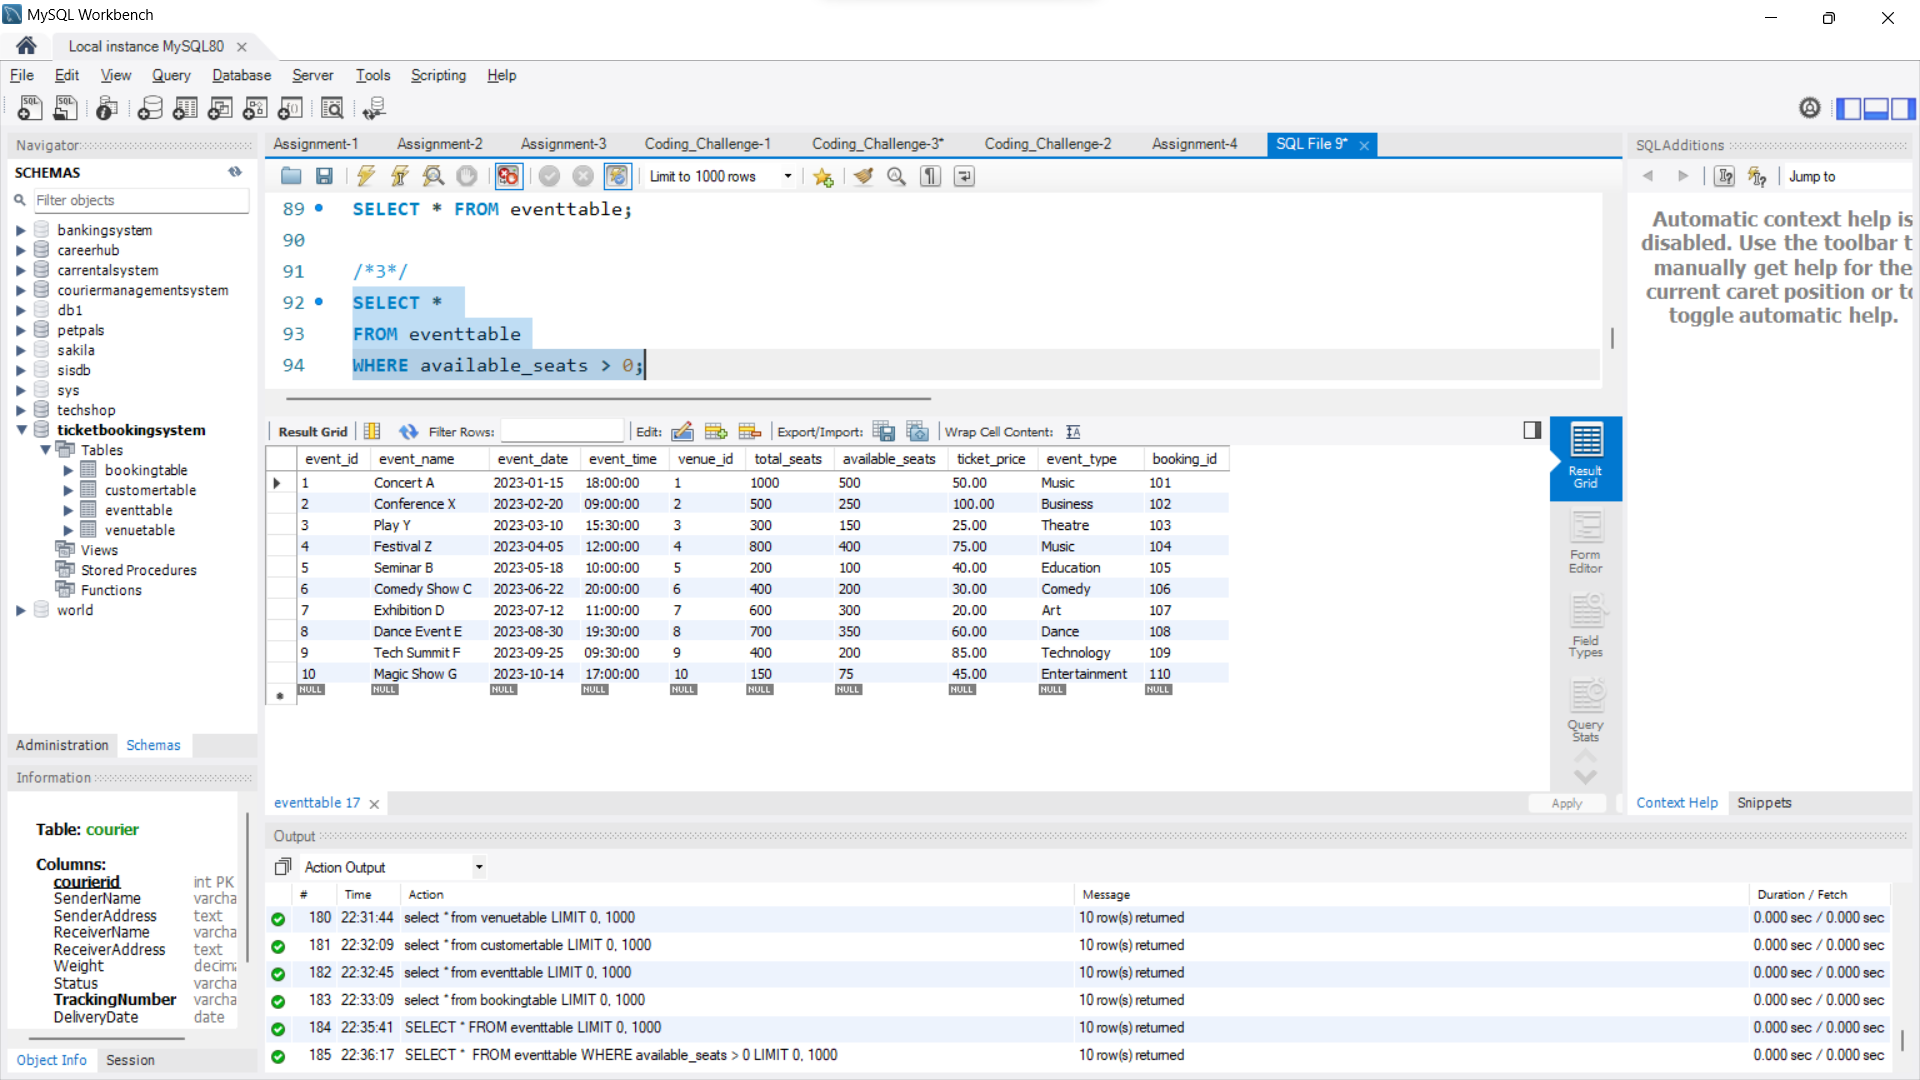 MySQL Workbench
Local instance MySQL80
File Edit View Query Database Server Tools Scripting Help
Navigator
SCHEMAS
Filter objects
bankingsystem
careerhub
carrentalsystem
couriermanagementsystem
db1
petpals
sakila
sisdb
sys
techshop
ticketbookingsystem
Tables
bookingtable
customertable
eventtable
venuetable
Views
Stored Procedures
Functions
world
Administration Schemas
Information
Table: courier
Columns:
courierid int PK
SenderName varcha
SenderAddress text
ReceiverName varcha
ReceiverAddress text
Weight decim
Status varcha
TrackingNumber varcha
DeliveryDate date
Object Info Session
Assignment-1 Assignment-2 Assignment-3 Coding_Challenge-1 Coding_Challenge-3* Coding_Challenge-2 Assignment-4 SQL File 9*
Limit to 1000 rows
89 SELECT * FROM eventtable;
90
91 /*3*/
92 SELECT *
93 FROM eventtable
94 WHERE available_seats > 0;
Result Grid Filter Rows: Edit: Export/Import: Wrap Cell Content:
event_id event_name event_date event_time venue_id total_seats available_seats ticket_price event_type booking_id
1 Concert A 2023-01-15 18:00:00 1 1000 500 50.00 Music 101
2 Conference X 2023-02-20 09:00:00 2 500 250 100.00 Business 102
3 Play Y 2023-03-10 15:30:00 3 300 150 25.00 Theatre 103
4 Festival Z 2023-04-05 12:00:00 4 800 400 75.00 Music 104
5 Seminar B 2023-05-18 10:00:00 5 200 100 40.00 Education 105
6 Comedy Show C 2023-06-22 20:00:00 6 400 200 30.00 Comedy 106
7 Exhibition D 2023-07-12 11:00:00 7 600 300 20.00 Art 107
8 Dance Event E 2023-08-30 19:30:00 8 700 350 60.00 Dance 108
9 Tech Summit F 2023-09-25 09:30:00 9 400 200 85.00 Technology 109
10 Magic Show G 2023-10-14 17:00:00 10 150 75 45.00 Entertainment 110
NULL NULL NULL NULL NULL NULL NULL NULL NULL NULL
Result Grid
Form Editor
Field Types
Query Stats
eventtable 17
Apply
SQLAdditions
Jump to
Automatic context help is
disabled. Use the toolbar t
manually get help for the
current caret position or to
toggle automatic help.
Context Help Snippets
Output
Action Output
# Time Action Message Duration / Fetch
180 22:31:44 select * from venuetable LIMIT 0, 1000 10 row(s) returned 0.000 sec / 0.000 sec
181 22:32:09 select * from customertable LIMIT 0, 1000 10 row(s) returned 0.000 sec / 0.000 sec
182 22:32:45 select * from eventtable LIMIT 0, 1000 10 row(s) returned 0.000 sec / 0.000 sec
183 22:33:09 select * from bookingtable LIMIT 0, 1000 10 row(s) returned 0.000 sec / 0.000 sec
184 22:35:41 SELECT * FROM eventtable LIMIT 0, 1000 10 row(s) returned 0.000 sec / 0.000 sec
185 22:36:17 SELECT * FROM eventtable WHERE available_seats > 0 LIMIT 0, 1000 10 row(s) returned 0.000 sec / 0.000 sec